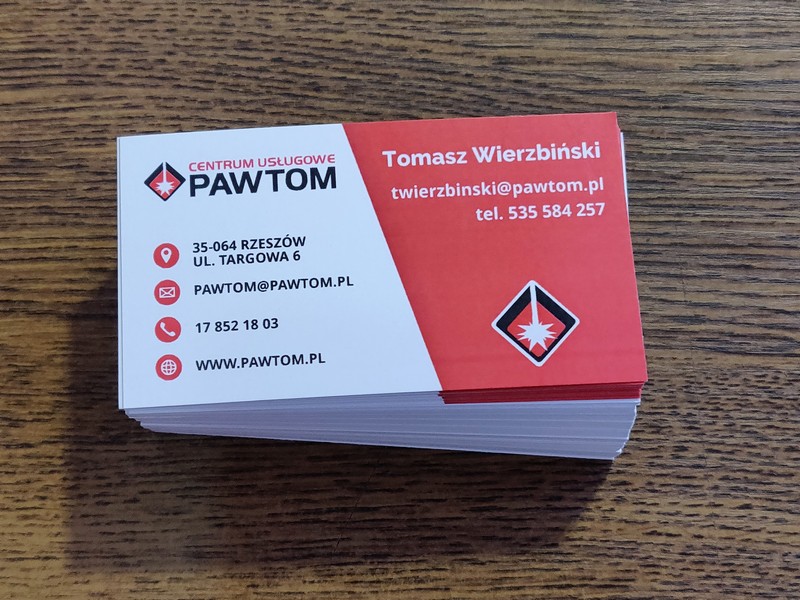 CENTRUM USŁUGOWE
PAWTOM
35-064 RZESZÓW
UL. TARGOWA 6
PAWTOM@PAWTOM.PL
17 852 18 03
WWW.PAWTOM.PL
Tomasz Wierzbiński
twierzbinski@pawtom.pl
tel. 535 584 257